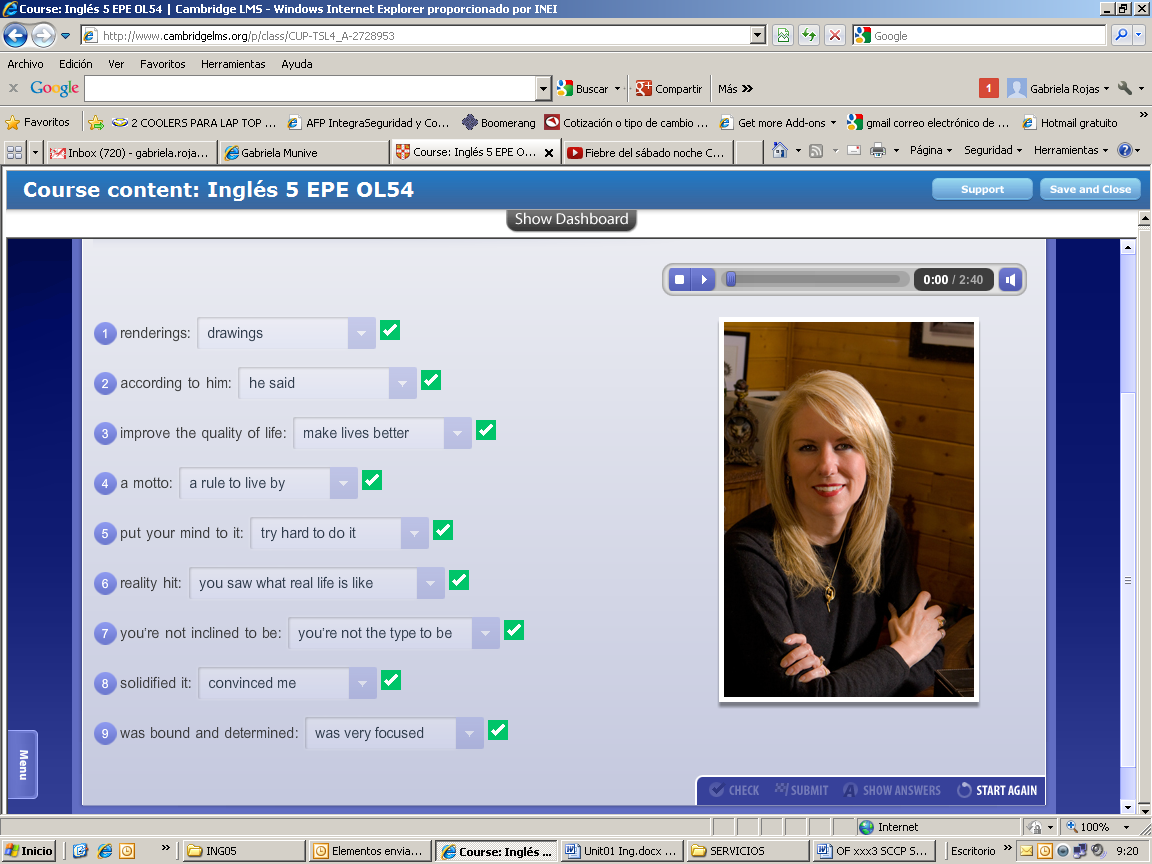 Course: Inglés 5 EPE OL54 | Cambridge LMS - Windows Internet Explorer proporcionado por INEI
http://www.cambridgelms.org/p/class/CUP-TSL4_A-2728953
Google
Archivo Edición Ver Favoritos Herramientas Ayuda
x Google Buscar Compartir Más » 1 Gabriela Rojas
Favoritos 2 COOLERS PARA LAP TOP ... AFP IntegraSeguridad y Co... Boomerang Cotización o tipo de cambio ... Get more Add-ons gmail correo electrónico de ... Hotmail gratuito »
Inbox (720) - gabriela.roja... Gabriela Munive Course: Inglés 5 EPE O... x Fiebre del sábado noche C... Página Seguridad Herramientas »
Course content: Inglés 5 EPE OL54 Support Save and Close
Show Dashboard
0:00 / 2:40
1 renderings: drawings
2 according to him: he said
3 improve the quality of life: make lives better
4 a motto: a rule to live by
5 put your mind to it: try hard to do it
6 reality hit: you saw what real life is like
7 you're not inclined to be: you're not the type to be
8 solidified it: convinced me
9 was bound and determined: was very focused
Menu
CHECK SUBMIT SHOW ANSWERS START AGAIN
Internet 100%
Inicio » ING05 Elementos envia... Course: Inglés ... Unit01 Ing.docx ... SERVICIOS OF xxx3 SCCP S... Escritorio » 9:20